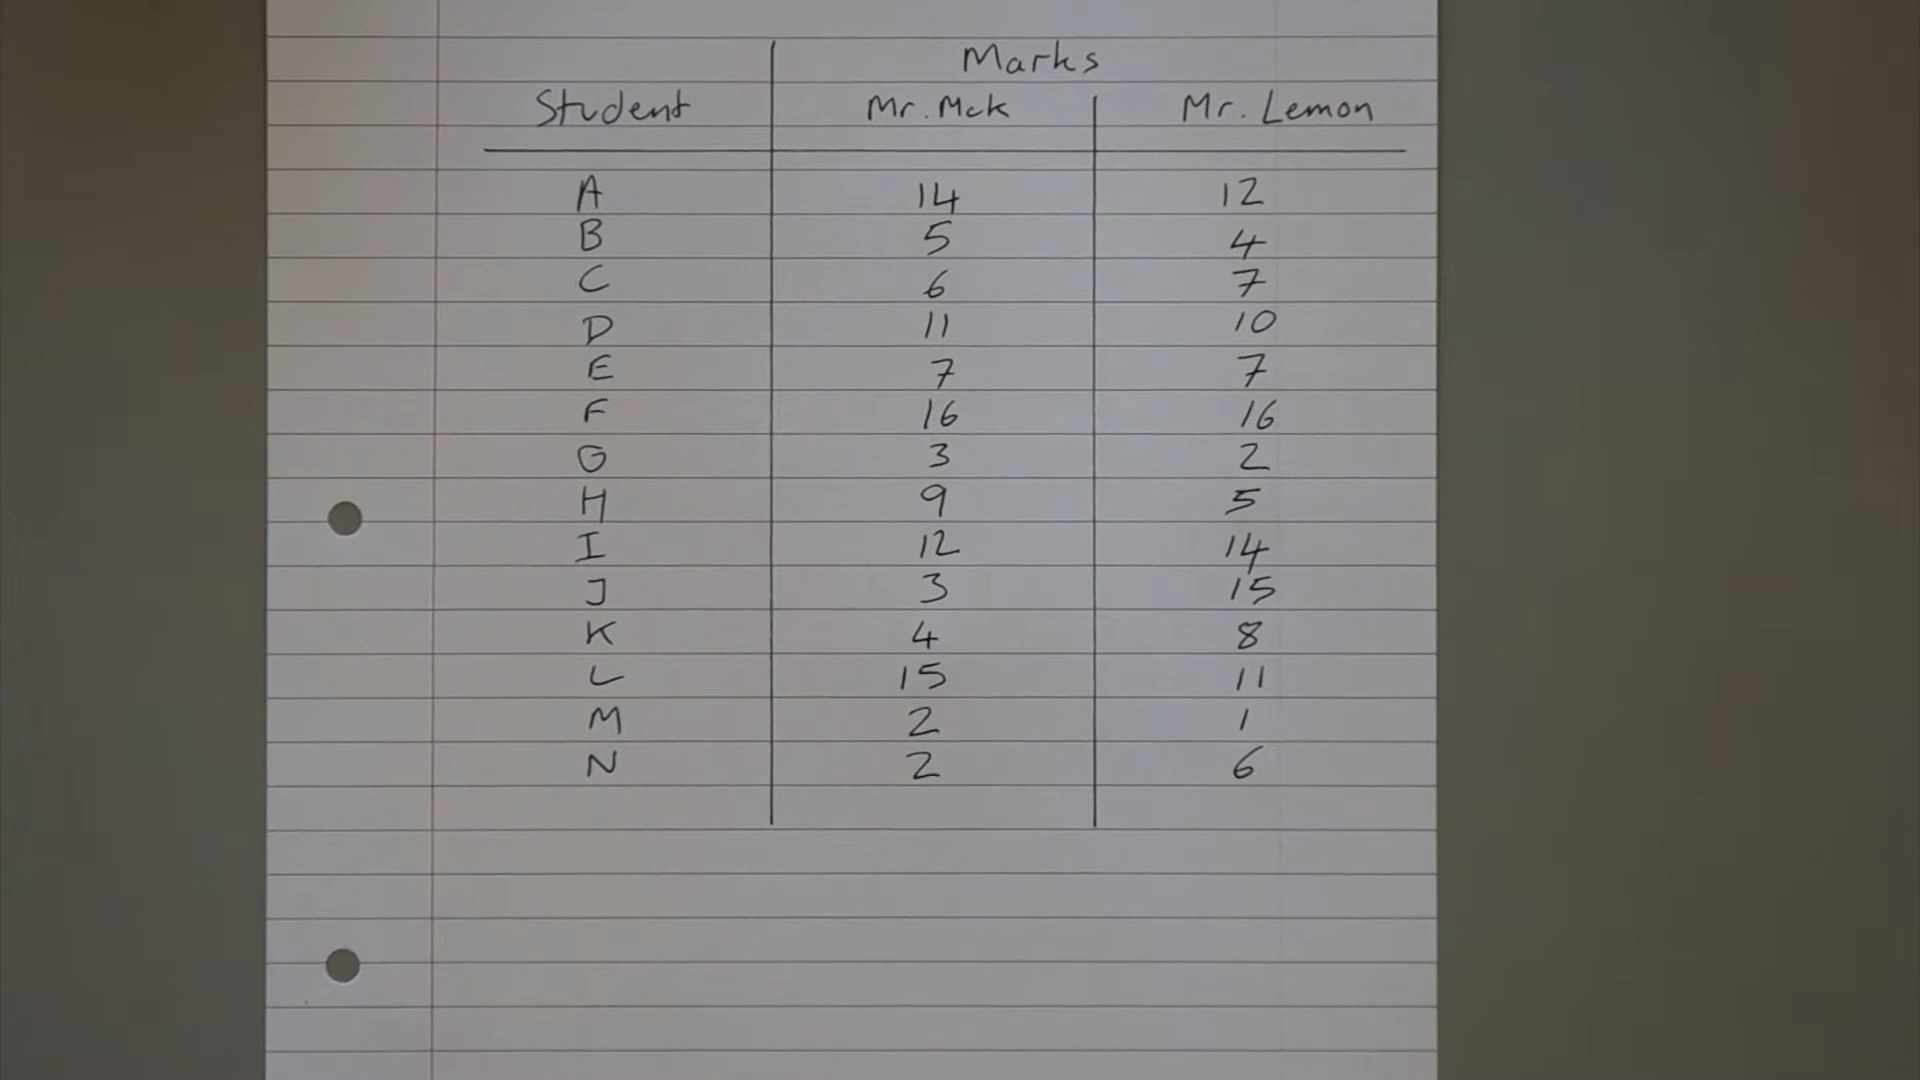 Marks
Student Mr. McK Mr. Lemon
A 14 12
B 5 4
C 6 7
D 11 10
E 7 7
F 16 16
G 3 2
H 9 5
I 12 14
J 3 15
K 4 8
L 15 11
M 2 1
N 2 6